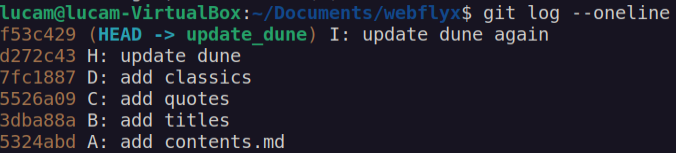 lucam@lucam-VirtualBox:~/Documents/webflyx$ git log --oneline
f53c429 (HEAD -> update_dune) I: update dune again
d272c43 H: update dune
7fc1887 D: add classics
5526a09 C: add quotes
3dba88a B: add titles
5324abd A: add contents.md